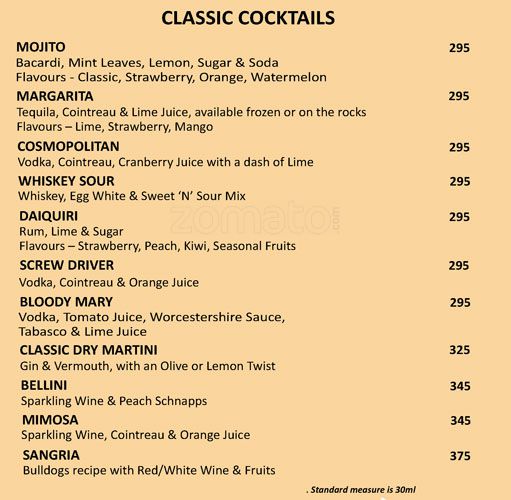 CLASSIC COCKTAILS
MOJITO 295
Bacardi, Mint Leaves, Lemon, Sugar & Soda
Flavours - Classic, Strawberry, Orange, Watermelon
MARGARITA 295
Tequila, Cointreau & Lime Juice, available frozen or on the rocks
Flavours – Lime, Strawberry, Mango
COSMOPOLITAN 295
Vodka, Cointreau, Cranberry Juice with a dash of Lime
WHISKEY SOUR 295
Whiskey, Egg White & Sweet ‘N’ Sour Mix
zomato.com
DAIQUIRI 295
Rum, Lime & Sugar
Flavours – Strawberry, Peach, Kiwi, Seasonal Fruits
SCREW DRIVER 295
Vodka, Cointreau & Orange Juice
BLOODY MARY 295
Vodka, Tomato Juice, Worcestershire Sauce,
Tabasco & Lime Juice
CLASSIC DRY MARTINI 325
Gin & Vermouth, with an Olive or Lemon Twist
BELLINI 345
Sparkling Wine & Peach Schnapps
MIMOSA 345
Sparkling Wine, Cointreau & Orange Juice
SANGRIA 375
Bulldogs recipe with Red/White Wine & Fruits
. Standard measure is 30ml